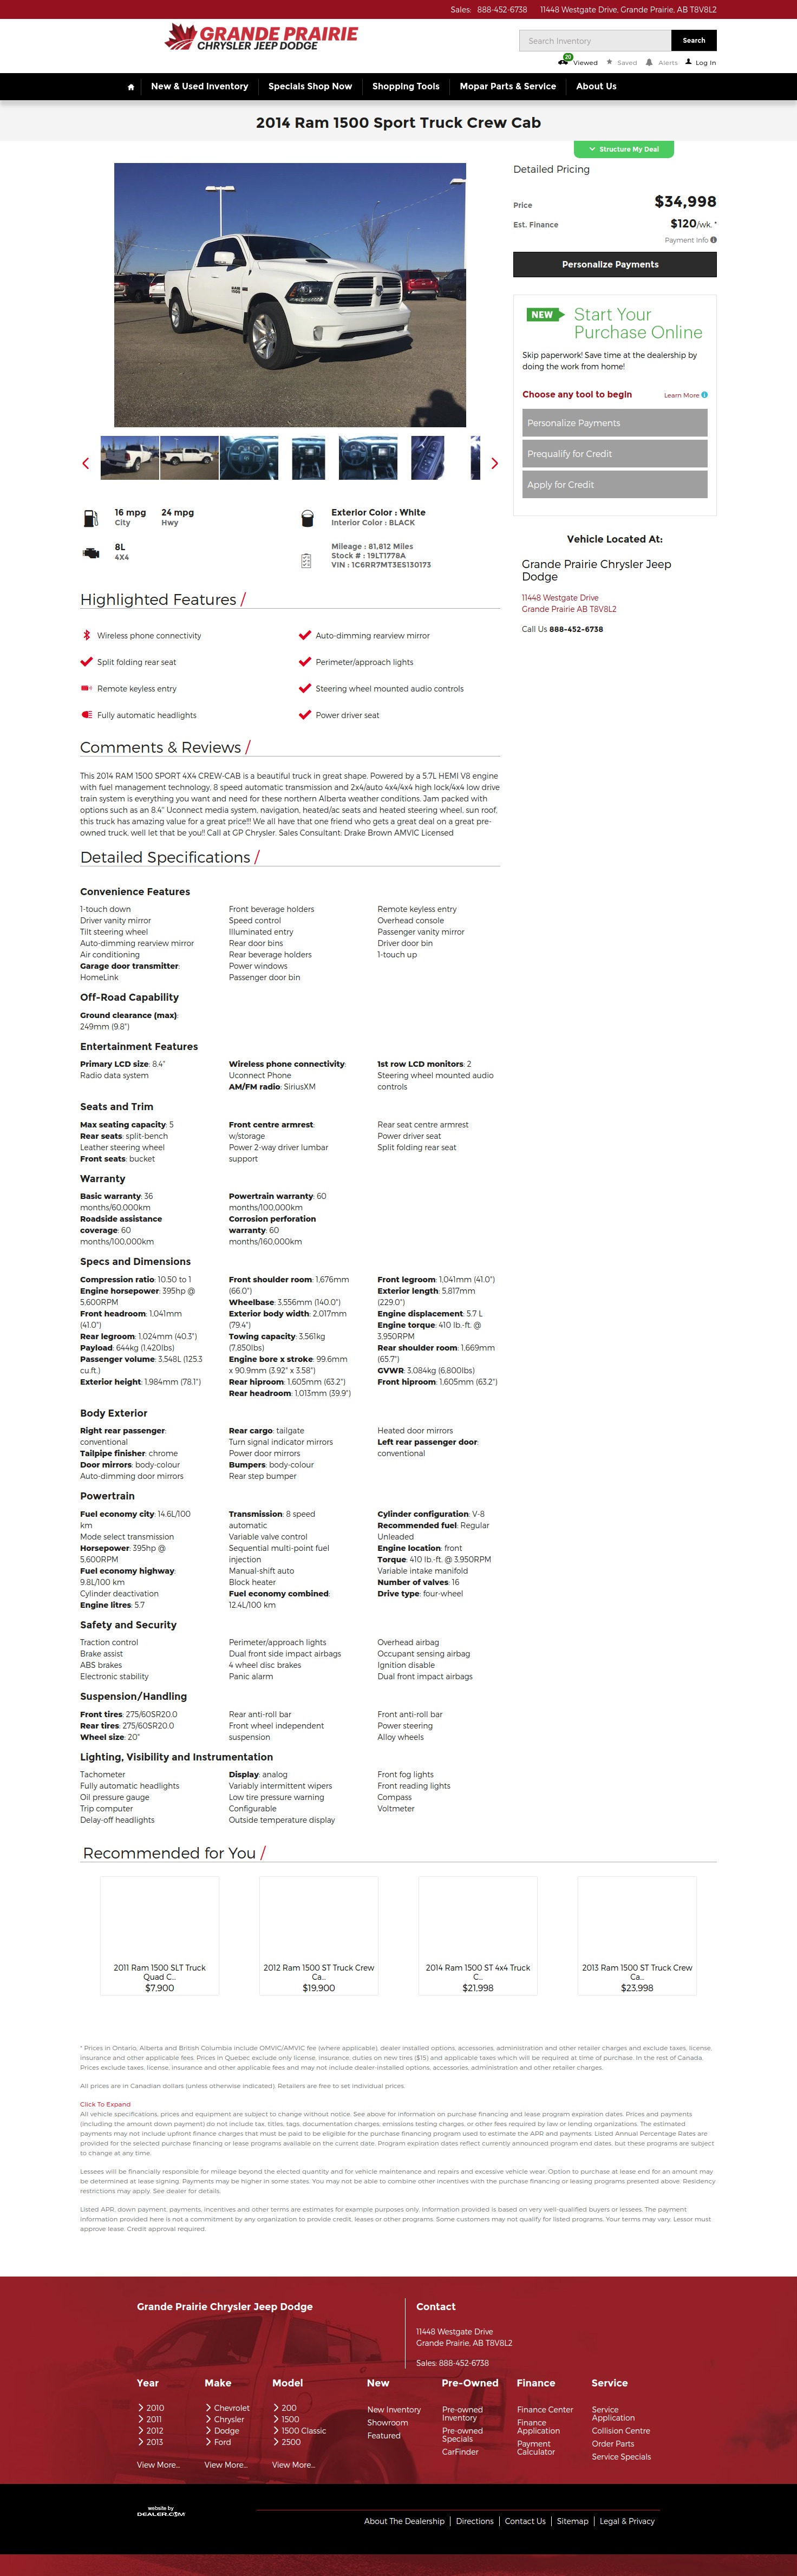 Sales: 888-452-6738 11448 Westgate Drive, Grande Prairie, AB T8V8L2
GRANDE PRAIRIE
CHRYSLER JEEP DODGE
Search Inventory
Search
20
Viewed
Saved
Alerts
Log In
New & Used Inventory
Specials Shop Now
Shopping Tools
Mopar Parts & Service
About Us
2014 Ram 1500 Sport Truck Crew Cab
Structure My Deal
Detailed Pricing
Price $34,998
Est. Finance $120/wk. *
Payment Info
Personalize Payments
NEW Start Your
Purchase Online
Skip paperwork! Save time at the dealership by
doing the work from home!
Choose any tool to begin Learn More
Personalize Payments
Prequalify for Credit
Apply for Credit
Vehicle Located At:
Grande Prairie Chrysler Jeep
Dodge
11448 Westgate Drive
Grande Prairie AB T8V8L2
Call Us 888-452-6738
16 mpg 24 mpg
City Hwy
8L
4X4
Exterior Color : White
Interior Color : BLACK
Mileage : 81,812 Miles
Stock # : 19LT1778A
VIN : 1C6RR7MT3ES130173
Highlighted Features /
Wireless phone connectivity
Auto-dimming rearview mirror
Split folding rear seat
Perimeter/approach lights
Remote keyless entry
Steering wheel mounted audio controls
Fully automatic headlights
Power driver seat
Comments & Reviews /
This 2014 RAM 1500 SPORT 4X4 CREW-CAB is a beautiful truck in great shape. Powered by a 5.7L HEMI V8 engine
with fuel management technology, 8 speed automatic transmission and 2x4/auto 4x4/4x4 high lock/4x4 low drive
train system is everything you want and need for these northern Alberta weather conditions. Jam packed with
options such as an 8.4" Uconnect media system, navigation, heated/ac seats and heated steering wheel, sun roof,
this truck has amazing value for a great price!!! We all have that one friend who gets a great deal on a great pre-
owned truck, well let that be you!! Call at GP Chrysler. Sales Consultant: Drake Brown AMVIC Licensed
Detailed Specifications /
Convenience Features
1-touch down
Driver vanity mirror
Tilt steering wheel
Auto-dimming rearview mirror
Air conditioning
Garage door transmitter:
HomeLink
Front beverage holders
Speed control
Illuminated entry
Rear door bins
Rear beverage holders
Power windows
Passenger door bin
Remote keyless entry
Overhead console
Passenger vanity mirror
Driver door bin
1-touch up
Off-Road Capability
Ground clearance (max):
249mm (9.8")
Entertainment Features
Primary LCD size: 8.4"
Radio data system
Wireless phone connectivity:
Uconnect Phone
AM/FM radio: SiriusXM
1st row LCD monitors: 2
Steering wheel mounted audio
controls
Seats and Trim
Max seating capacity: 5
Rear seats: split-bench
Leather steering wheel
Front seats: bucket
Front centre armrest:
w/storage
Power 2-way driver lumbar
support
Rear seat centre armrest
Power driver seat
Split folding rear seat
Warranty
Basic warranty: 36
months/60,000km
Roadside assistance
coverage: 60
months/100,000km
Powertrain warranty: 60
months/100,000km
Corrosion perforation
warranty: 60
months/160,000km
Specs and Dimensions
Compression ratio: 10.50 to 1
Engine horsepower: 395hp @
5,600RPM
Front headroom: 1,041mm
(41.0")
Rear legroom: 1,024mm (40.3")
Payload: 644kg (1,420lbs)
Passenger volume: 3,548L (125.3
cu.ft.)
Exterior height: 1,984mm (78.1")
Front shoulder room: 1,676mm
(66.0")
Wheelbase: 3,556mm (140.0")
Exterior body width: 2,017mm
(79.4")
Towing capacity: 3,561kg
(7,850lbs)
Engine bore x stroke: 99.6mm
x 90.9mm (3.92" x 3.58")
Rear hiproom: 1,605mm (63.2")
Rear headroom: 1,013mm (39.9")
Front legroom: 1,041mm (41.0")
Exterior length: 5,817mm
(229.0")
Engine displacement: 5.7 L
Engine torque: 410 lb.-ft. @
3,950RPM
Rear shoulder room: 1,669mm
(65.7")
GVWR: 3,084kg (6,800lbs)
Front hiproom: 1,605mm (63.2")
Body Exterior
Right rear passenger:
conventional
Tailpipe finisher: chrome
Door mirrors: body-colour
Auto-dimming door mirrors
Rear cargo: tailgate
Turn signal indicator mirrors
Power door mirrors
Bumpers: body-colour
Rear step bumper
Heated door mirrors
Left rear passenger door:
conventional
Powertrain
Fuel economy city: 14.6L/100
km
Mode select transmission
Horsepower: 395hp @
5,600RPM
Fuel economy highway:
9.8L/100 km
Cylinder deactivation
Engine litres: 5.7
Transmission: 8 speed
automatic
Variable valve control
Sequential multi-point fuel
injection
Manual-shift auto
Block heater
Fuel economy combined:
12.4L/100 km
Cylinder configuration: V-8
Recommended fuel: Regular
Unleaded
Engine location: front
Torque: 410 lb.-ft. @ 3,950RPM
Variable intake manifold
Number of valves: 16
Drive type: four-wheel
Safety and Security
Traction control
Brake assist
ABS brakes
Electronic stability
Perimeter/approach lights
Dual front side impact airbags
4 wheel disc brakes
Panic alarm
Overhead airbag
Occupant sensing airbag
Ignition disable
Dual front impact airbags
Suspension/Handling
Front tires: 275/60SR20.0
Rear tires: 275/60SR20.0
Wheel size: 20"
Rear anti-roll bar
Front wheel independent
suspension
Front anti-roll bar
Power steering
Alloy wheels
Lighting, Visibility and Instrumentation
Tachometer
Fully automatic headlights
Oil pressure gauge
Trip computer
Delay-off headlights
Display: analog
Variably intermittent wipers
Low tire pressure warning
Configurable
Outside temperature display
Front fog lights
Front reading lights
Compass
Voltmeter
Recommended for You /
2011 Ram 1500 SLT Truck
Quad C...
$7,900
2012 Ram 1500 ST Truck Crew
Ca...
$19,900
2014 Ram 1500 ST 4x4 Truck
C...
$21,998
2013 Ram 1500 ST Truck Crew
Ca...
$23,998
* Prices in Ontario, Alberta and British Columbia include OMVIC/AMVIC fee (where applicable), dealer installed options, accessories, administration and other retailer charges and exclude taxes, license,
insurance and other applicable fees. Prices in Quebec exclude only license, insurance, duties on new tires ($15) and applicable taxes which will be required at time of purchase. In the rest of Canada,
Prices exclude taxes, license, insurance and other applicable fees and may not include dealer-installed options, accessories, administration and other retailer charges.
All prices are in Canadian dollars (unless otherwise indicated). Retailers are free to set individual prices.
Click To Expand
All vehicle specifications, prices and equipment are subject to change without notice. See above for information on purchase financing and lease program expiration dates. Prices and payments
(including the amount down payment) do not include tax, titles, tags, documentation charges, emissions testing charges, or other fees required by law or lending organizations. The estimated
payments may not include upfront finance charges that must be paid to be eligible for the purchase financing program used to estimate the APR and payments. Listed Annual Percentage Rates are
provided for the selected purchase financing or lease programs available on the current date. Program expiration dates reflect currently announced program end dates, but these programs are subject
to change at any time.
Lessees will be financially responsible for mileage beyond the elected quantity and for vehicle maintenance and repairs and excessive vehicle wear. Option to purchase at lease end for an amount may
be determined at lease signing. Payments may be higher in some states. You may not be able to combine other incentives with the purchase financing or leasing programs presented above. Residency
restrictions may apply. See dealer for details.
Listed APR, down payment, payments, incentives and other terms are estimates for example purposes only. Information provided is based on very well-qualified buyers or lessees. The payment
information provided here is not a commitment by any organization to provide credit, leases or other programs. Some customers may not qualify for listed programs. Your terms may vary. Lessor must
approve lease. Credit approval required.
Grande Prairie Chrysler Jeep Dodge
Contact
11448 Westgate Drive
Grande Prairie, AB T8V8L2
Sales: 888-452-6738
Year
2010
2011
2012
2013
View More...
Make
Chevrolet
Chrysler
Dodge
Ford
View More...
Model
200
1500
1500 Classic
2500
View More...
New
New Inventory
Showroom
Featured
Pre-Owned
Pre-owned
Inventory
Pre-owned
Specials
CarFinder
Finance
Finance Center
Finance
Application
Payment
Calculator
Service
Service
Application
Collision Centre
Order Parts
Service Specials
website by
DEALER.COM
About The Dealership | Directions | Contact Us | Sitemap | Legal & Privacy